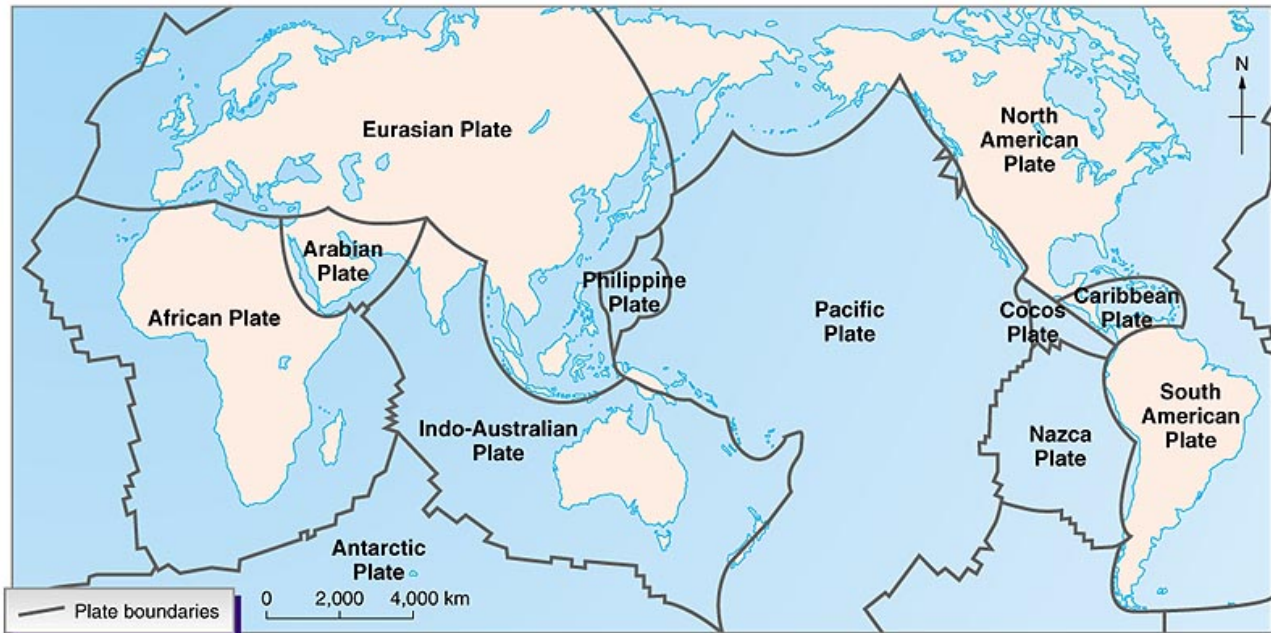 Eurasian Plate
North
American
Plate
N
Arabian
Plate
African Plate
Philippine
Plate
Pacific
Plate
Cocos
Plate
Caribbean
Plate
Indo-Australian
Plate
Nazca
Plate
South
American
Plate
Antarctic
Plate
Plate boundaries
0 2,000 4,000 km